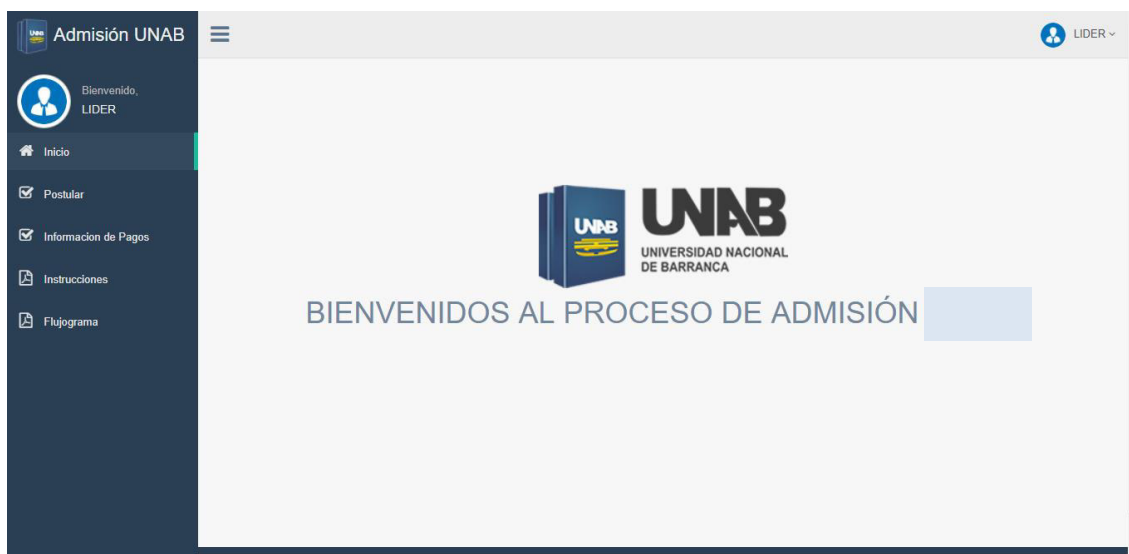 Admisión UNAB
LIDER
Bienvenido,
LIDER
Inicio
Postular
Informacion de Pagos
Instrucciones
Flujograma
UNAB
UNAB
UNIVERSIDAD NACIONAL
DE BARRANCA
BIENVENIDOS AL PROCESO DE ADMISIÓN